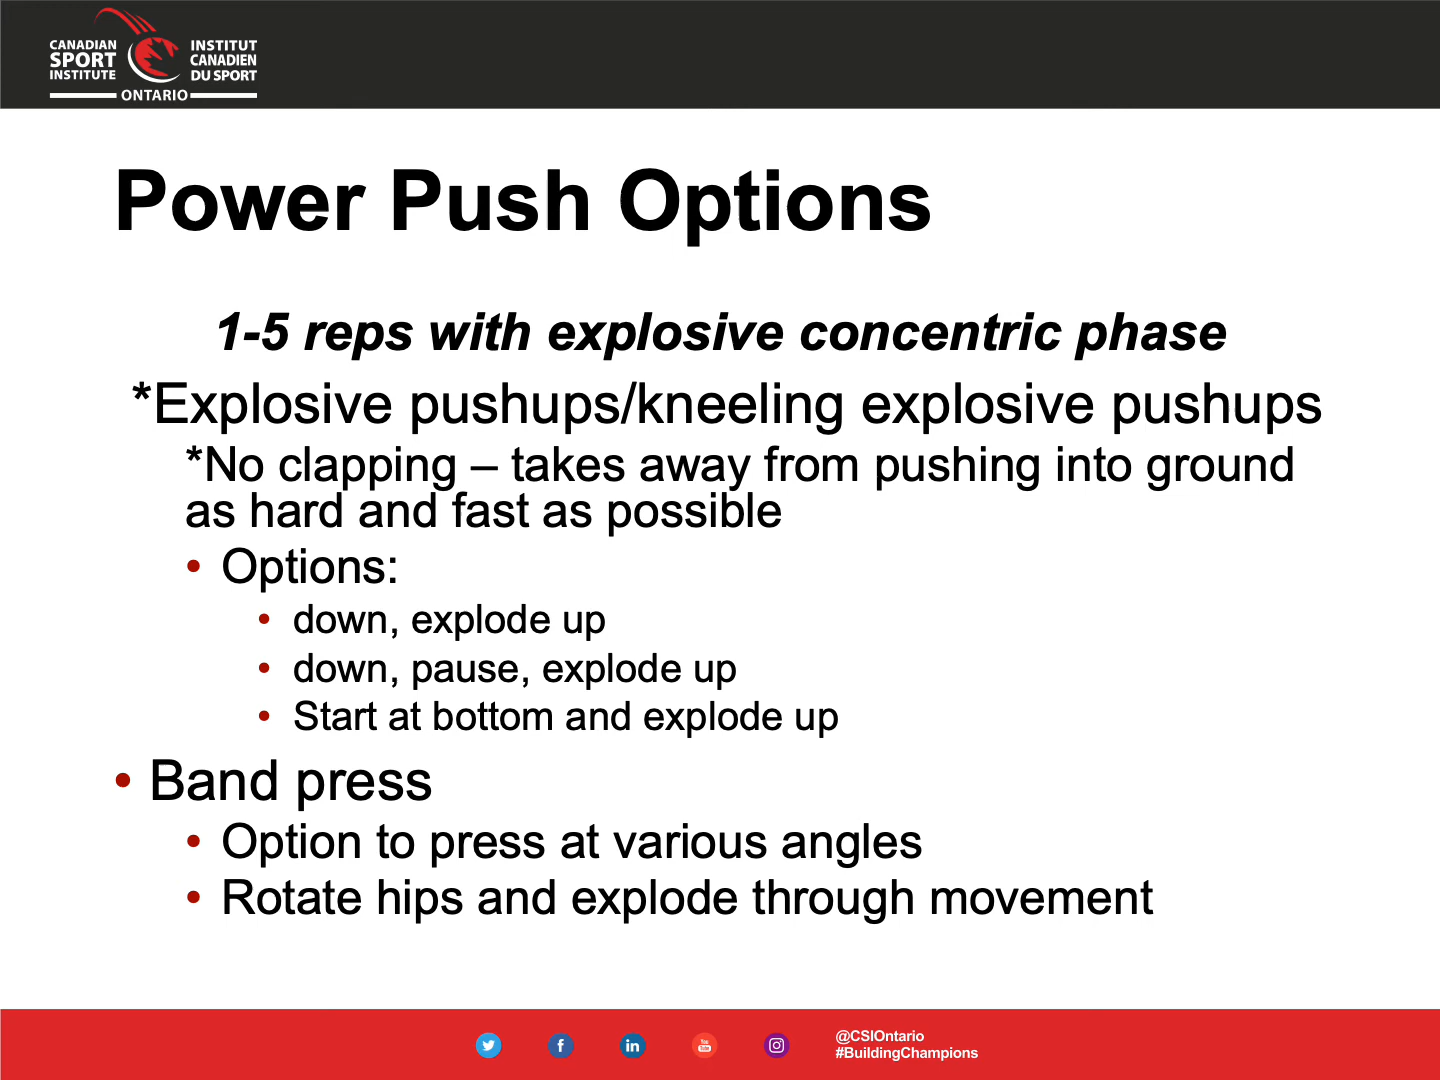 CANADIAN
SPORT
INSTITUTE
INSTITUT
CANADIEN
DU SPORT
ONTARIO
Power Push Options
1-5 reps with explosive concentric phase
*Explosive pushups/kneeling explosive pushups
*No clapping – takes away from pushing into ground
as hard and fast as possible
• Options:
• down, explode up
• down, pause, explode up
• Start at bottom and explode up
• Band press
• Option to press at various angles
• Rotate hips and explode through movement
f
in
You
Tube
@CSIOntario
#BuildingChampions